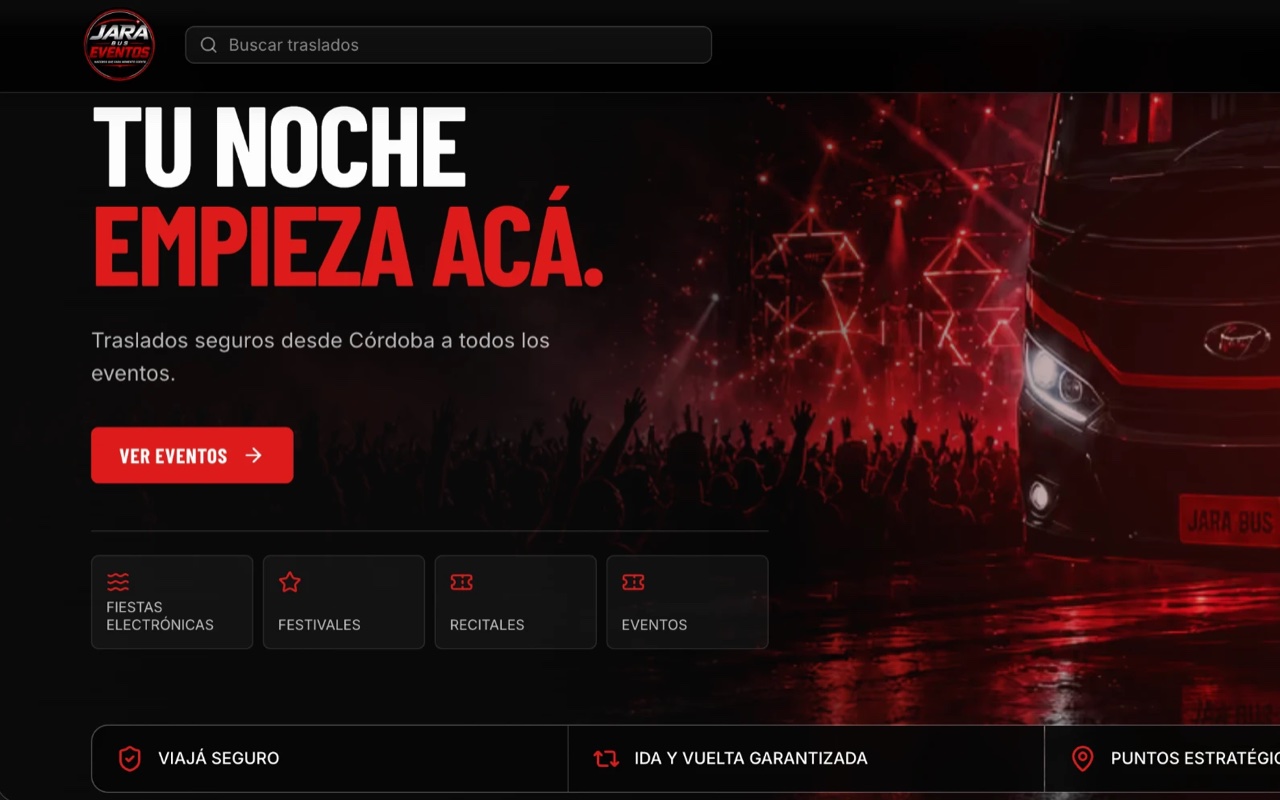 JARA
BUS
EVENTOS
Buscar traslados
TU NOCHE
EMPIEZA ACÁ.
Traslados seguros desde Córdoba a todos los
eventos.
VER EVENTOS
JARA BUS
FIESTAS
ELECTRÓNICAS
FESTIVALES
RECITALES
EVENTOS
VIAJÁ SEGURO
IDA Y VUELTA GARANTIZADA
PUNTOS ESTRATÉGIC